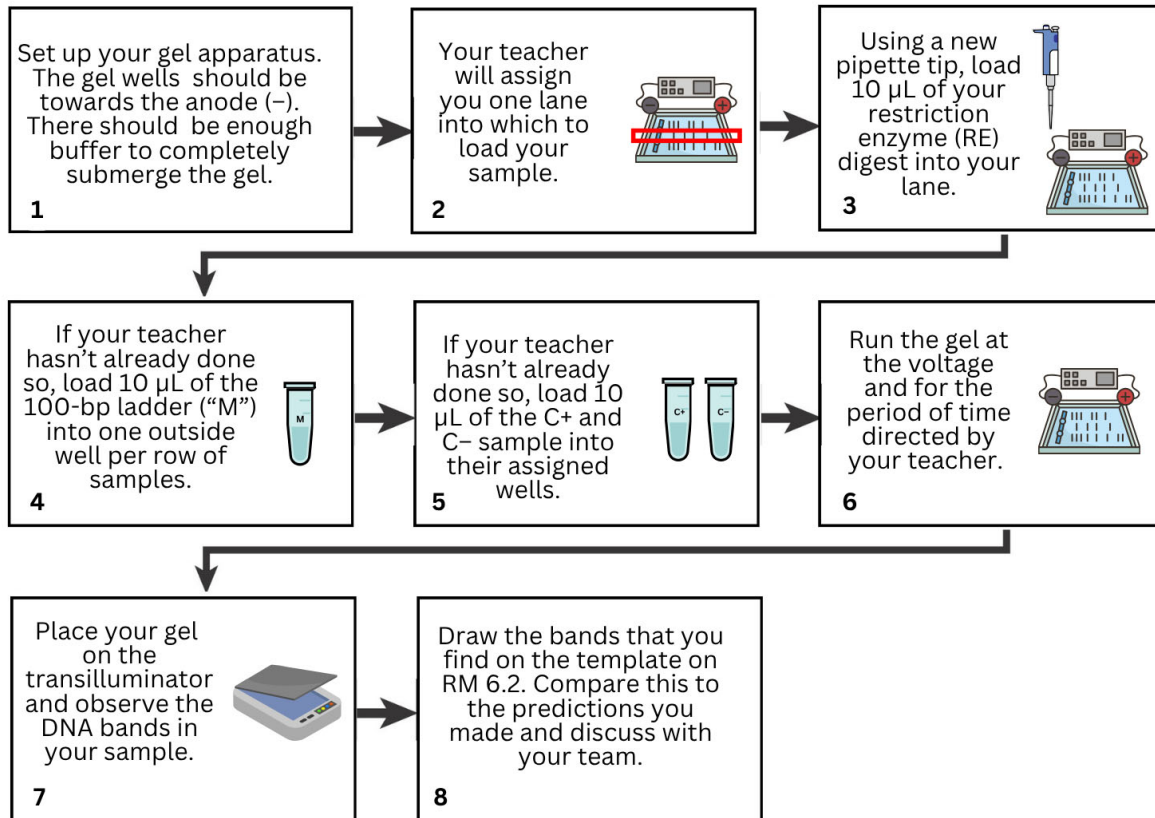 Set up your gel apparatus.
The gel wells should be
towards the anode (–).
There should be enough
buffer to completely
submerge the gel.
1
Your teacher
will assign
you one lane
into which to
load your
sample.
2
Using a new
pipette tip, load
10 µL of your
restriction
enzyme (RE)
digest into your
lane.
3
If your teacher
hasn’t already done
so, load 10 µL of the
100-bp ladder (“M”)
into one outside
well per row of
samples.
M
4
If your teacher
hasn’t already
done so, load 10
µL of the C+ and
C– sample into
their assigned
wells.
C+ C–
5
Run the gel at
the voltage
and for the
period of time
directed by
your teacher.
6
Place your gel
on the
transilluminator
and observe the
DNA bands in
your sample.
7
Draw the bands that you
find on the template on
RM 6.2. Compare this to
the predictions you
made and discuss with
your team.
8